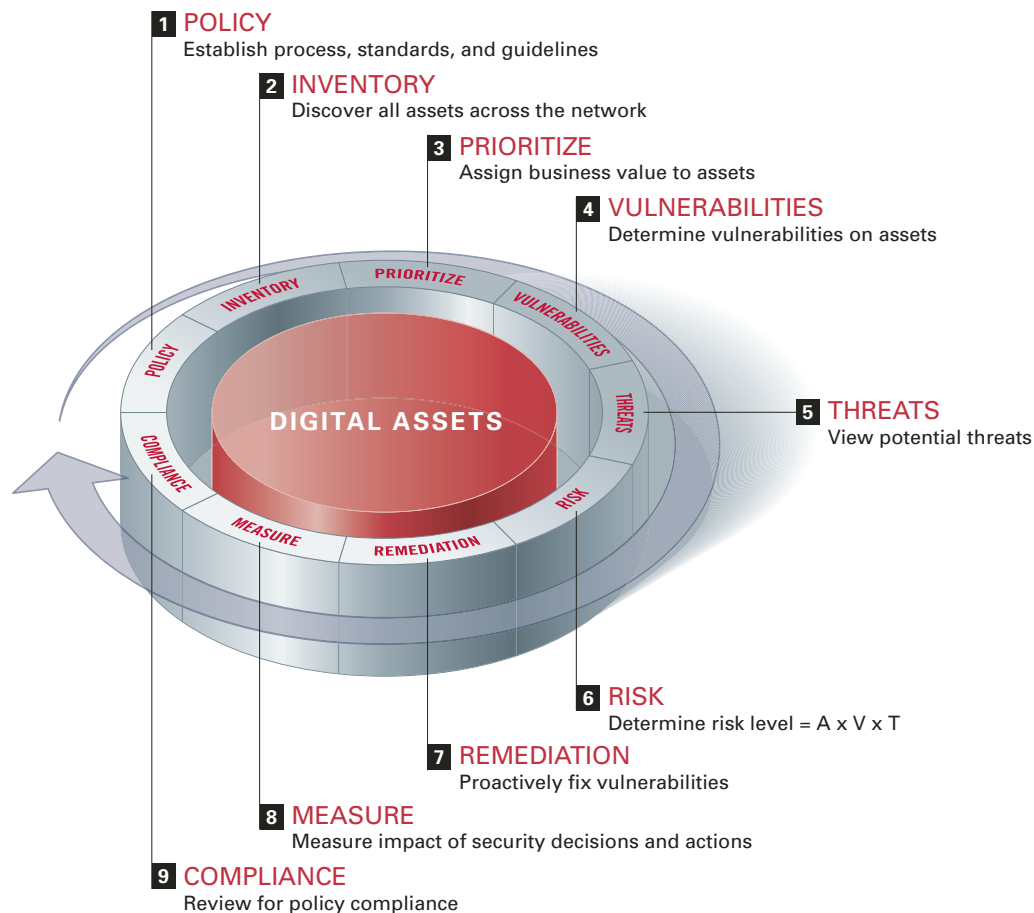 1 POLICY
Establish process, standards, and guidelines
2 INVENTORY
Discover all assets across the network
3 PRIORITIZE
Assign business value to assets
4 VULNERABILITIES
Determine vulnerabilities on assets
5 THREATS
View potential threats
POLICY
INVENTORY
PRIORITIZE
VULNERABILITIES
THREATS
RISK
REMEDIATION
MEASURE
COMPLIANCE
DIGITAL ASSETS
6 RISK
Determine risk level = A x V x T
7 REMEDIATION
Proactively fix vulnerabilities
8 MEASURE
Measure impact of security decisions and actions
9 COMPLIANCE
Review for policy compliance